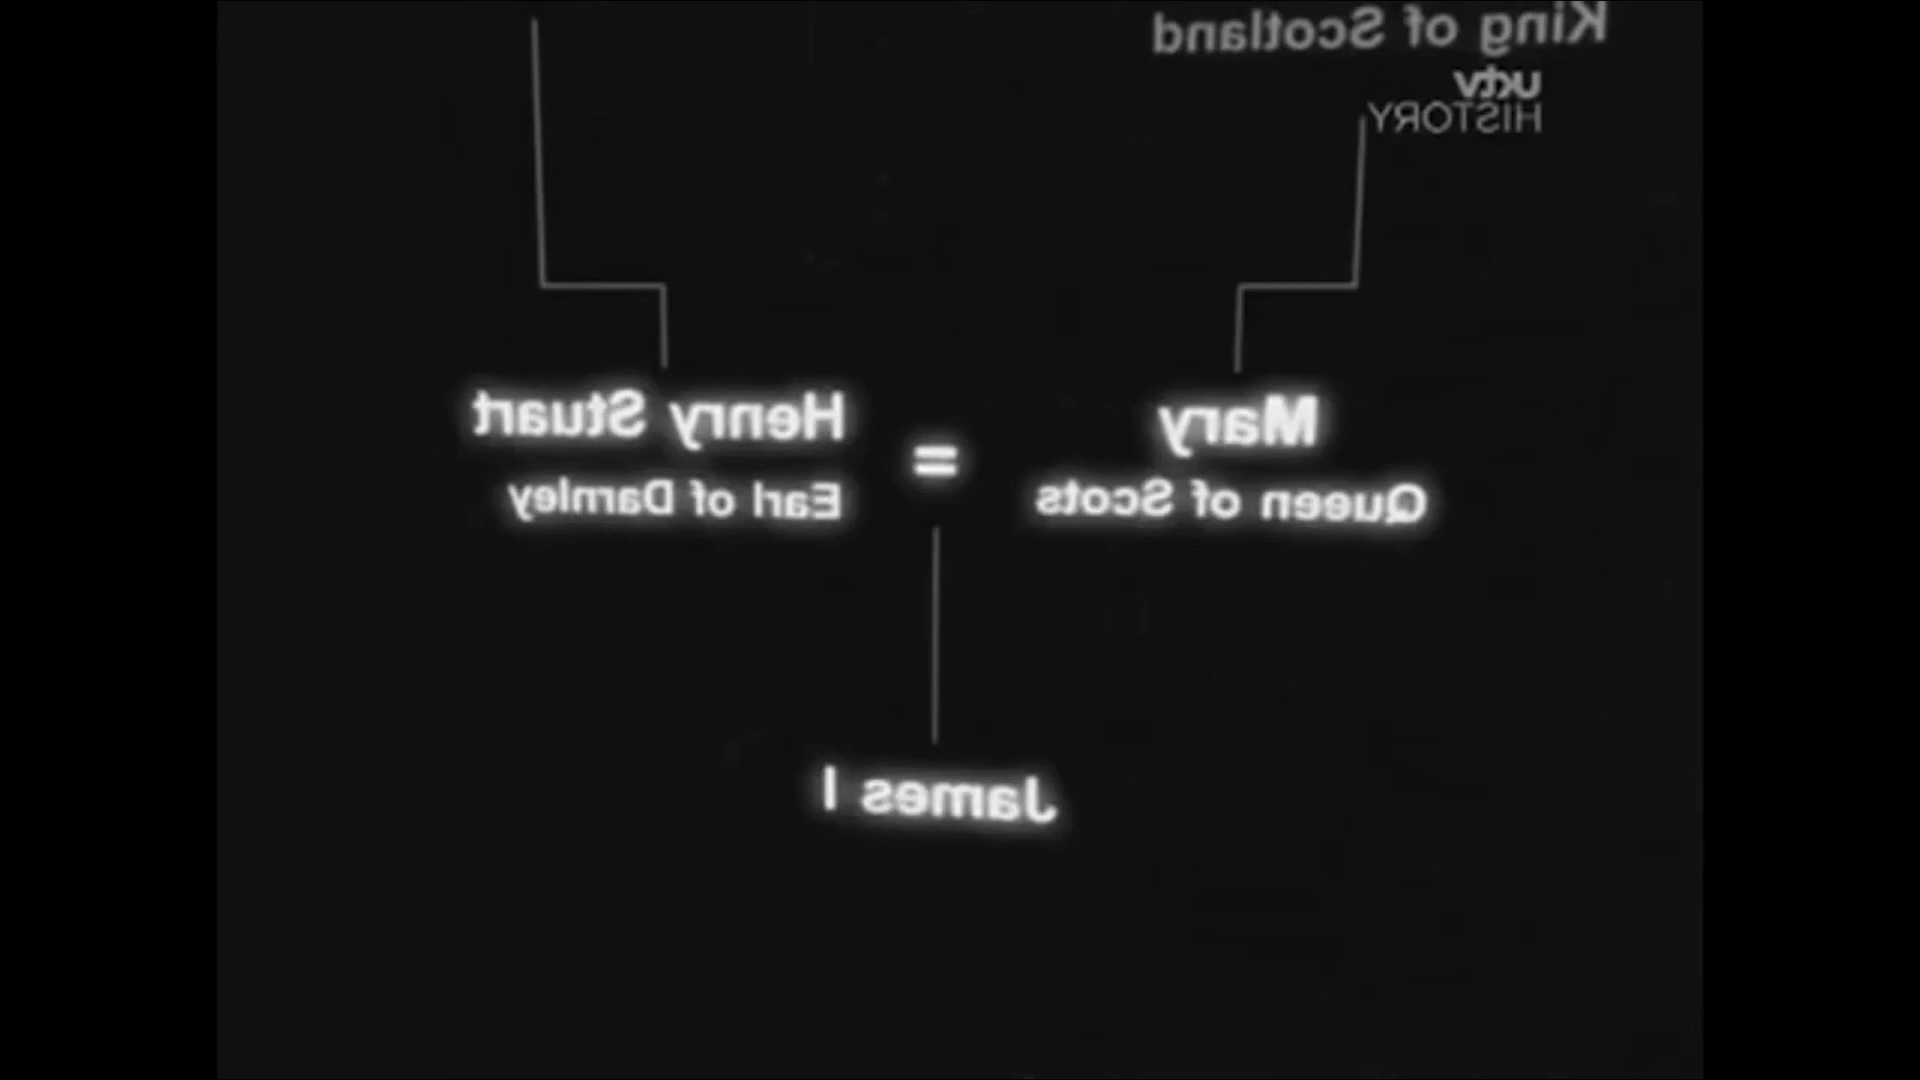 King of Scotland
uktv
HISTORY
Mary
Queen of Scots
=
Henry Stuart
Earl of Darnley
James I